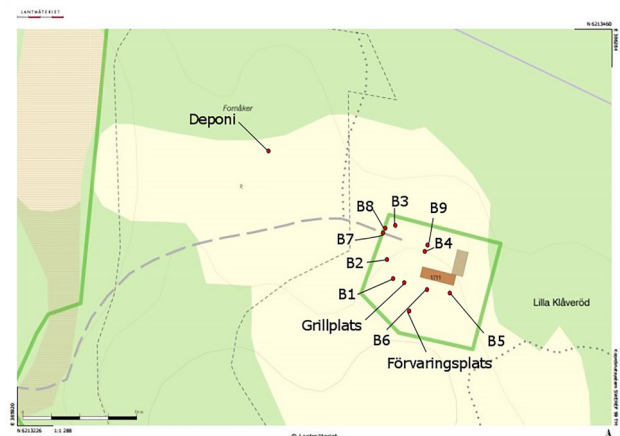 LANTMÄTERIET
N 6213460
Fornåker
Deponi
B8
B3
B9
B7
B4
B2
1711
B1
Lilla Klåveröd
Grillplats
B6
B5
Förvaringsplats
N 6213226
1:1 288
© Lantmäteriet